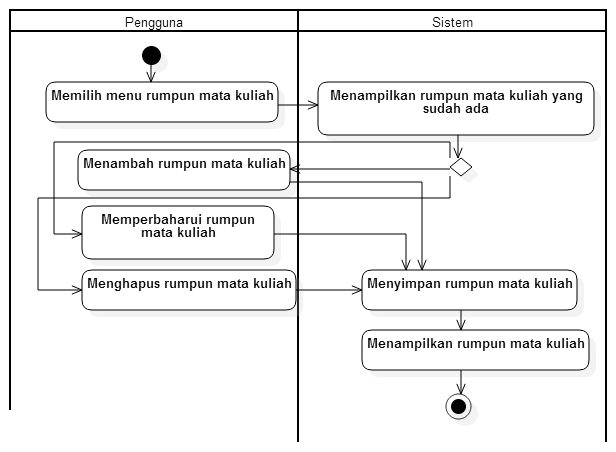 Pengguna
Sistem
Memilih menu rumpun mata kuliah
Menampilkan rumpun mata kuliah yang
sudah ada
Menambah rumpun mata kuliah
Memperbaharui rumpun
mata kuliah
Menghapus rumpun mata kuliah
Menyimpan rumpun mata kuliah
Menampilkan rumpun mata kuliah